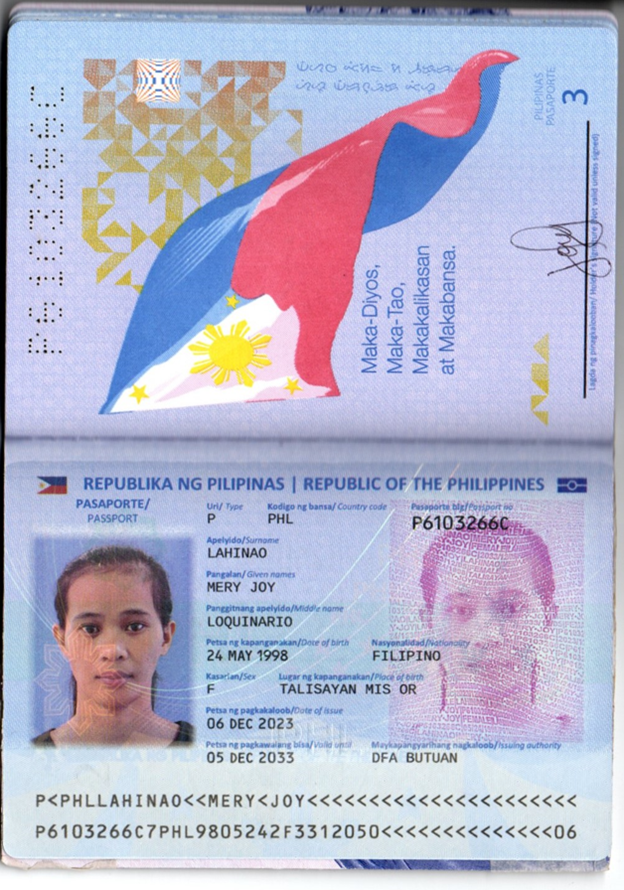 P6103266C
PILIPINAS
PASAPORTE
3
Maka-Diyos,
Maka-Tao,
Makakalikasan
at Makabansa.
Lagda ng pinagkalooban/ Holder's signature (Not valid unless signed)
Joy
REPUBLIKA NG PILIPINAS | REPUBLIC OF THE PHILIPPINES
PASAPORTE/
PASSPORT
Uri/ Type Kodigo ng bansa/ Country code Pasaporte blg/Passport no.
P PHL P6103266C
Apelyido/Surname
LAHINAO
Pangalan/ Given names
MERY JOY
Panggitnang apelyido/Middle name
LOQUINARIO
Petsa ng kapanganakan/Date of birth Nasyonalidad/Nationality
24 MAY 1998 FILIPINO
Kasarian/Sex Lugar ng kapanganakan/Place of birth
F TALISAYAN MIS OR
Petsa ng pagkakaloob/Date of issue
06 DEC 2023
Petsa ng pagkawalang bisa/Valid until Maykapangyarihang nagkaloob/Issuing authority
05 DEC 2033 DFA BUTUAN
P<PHLLAHINAO<<MERY<JOY<<<<<<<<<<<<<<<<<<<<<<
P6103266C7PHL9805242F3312050<<<<<<<<<<<<<<06